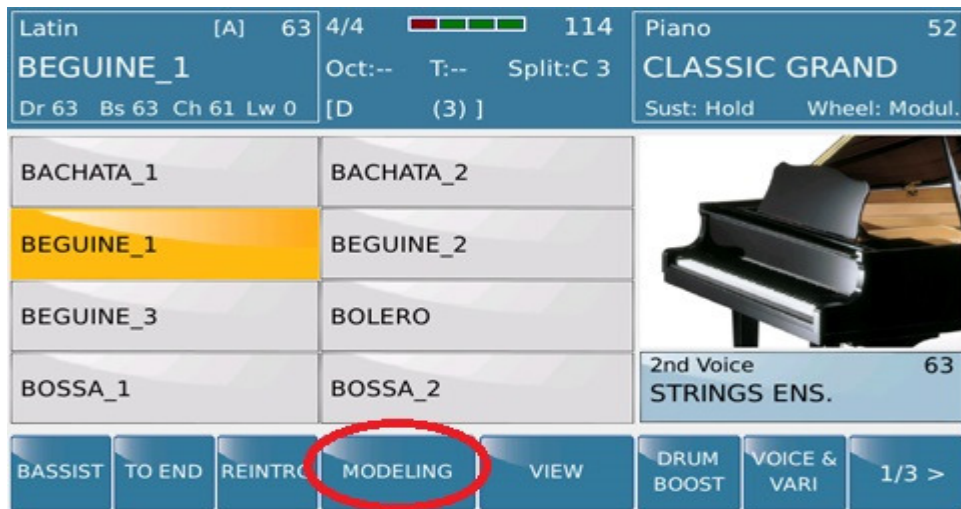 Latin [A] 63
BEGUINE_1
Dr 63 Bs 63 Ch 61 Lw 0
4/4 114
Oct:-- T:-- Split:C 3
[D (3) ]
Piano 52
CLASSIC GRAND
Sust: Hold Wheel: Modul.
BACHATA_1
BACHATA_2
BEGUINE_1
BEGUINE_2
BEGUINE_3
BOLERO
BOSSA_1
BOSSA_2
2nd Voice 63
STRINGS ENS.
BASSIST
TO END
REINTRO
MODELING
VIEW
DRUM
BOOST
VOICE &
VARI
1/3 >